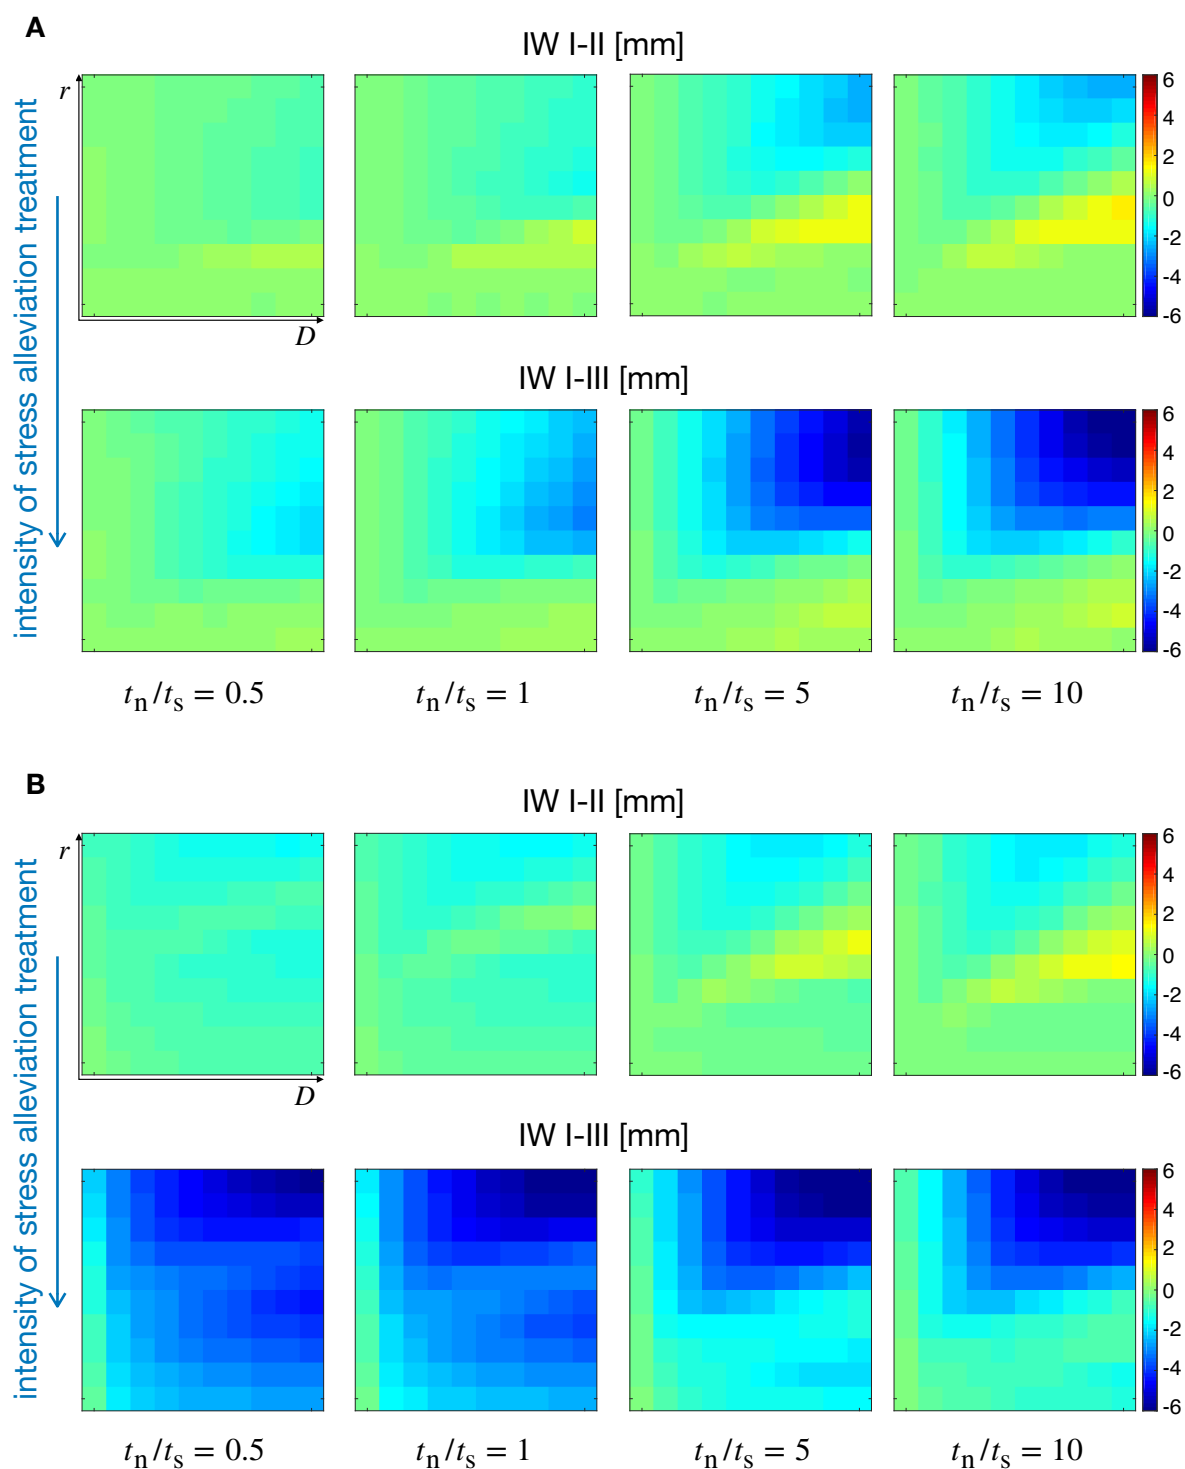 A
IW I-II [mm]
r
D
6
4
2
0
-2
-4
-6
intensity of stress alleviation treatment
IW I-III [mm]
6
4
2
0
-2
-4
-6
tn/ts = 0.5
tn/ts = 1
tn/ts = 5
tn/ts = 10
B
IW I-II [mm]
r
D
6
4
2
0
-2
-4
-6
intensity of stress alleviation treatment
IW I-III [mm]
6
4
2
0
-2
-4
-6
tn/ts = 0.5
tn/ts = 1
tn/ts = 5
tn/ts = 10